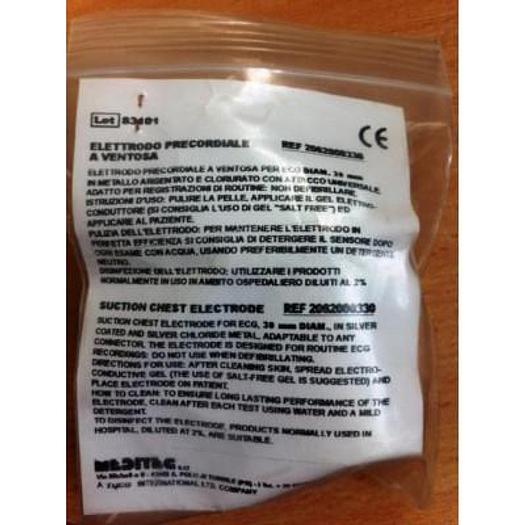 Lot 83101
CE
ELETTRODO PRECORDIALE REF 2062000330
A VENTOSA
ELETTRODO PRECORDIALE A VENTOSA PER ECG DIAM. 30 mm
IN METALLO ARGENTATO E CLORURATO CON ATTACCO UNIVERSALE.
ADATTO PER REGISTRAZIONI DI ROUTINE: NON DEFIBRILLARE.
ISTRUZIONI D'USO: PULIRE LA PELLE, APPLICARE IL GEL ELETTRO-
CONDUTTORE (SI CONSIGLIA L'USO DI GEL "SALT FREE") ED
APPLICARE AL PAZIENTE.
PULIZIA DELL'ELETTRODO: PER MANTENERE L'ELETTRODO IN
PERFETTA EFFICIENZA SI CONSIGLIA DI DETERGERE IL SENSORE DOPO
OGNI ESAME CON ACQUA, USANDO PREFERIBILMENTE UN DETERGENTE
NEUTRO.
DISINFEZIONE DELL'ELETTRODO: UTILIZZARE I PRODOTTI
NORMALMENTE IN USO IN AMBITO OSPEDALIERO DILUITI AL 2%
SUCTION CHEST ELECTRODE REF 2062000330
SUCTION CHEST ELECTRODE FOR ECG, 30 mm DIAM., IN SILVER
COATED AND SILVER CHLORIDE METAL, ADAPTABLE TO ANY
CONNECTOR. THE ELECTRODE IS DESIGNED FOR ROUTINE ECG
RECORDINGS: DO NOT USE WHEN DEFIBRILLATING.
DIRECTIONS FOR USE: AFTER CLEANING SKIN, SPREAD ELECTRO-
CONDUCTIVE GEL (THE USE OF SALT-FREE GEL IS SUGGESTED) AND
PLACE ELECTRODE ON PATIENT.
HOW TO CLEAN: TO ENSURE LONG LASTING PERFORMANCE OF THE
ELECTRODE, CLEAN AFTER EACH TEST USING WATER AND A MILD
DETERGENT.
TO DISINFECT THE ELECTRODE, PRODUCTS NORMALLY USED IN
HOSPITAL, DILUTED AT 2%, ARE SUITABLE.
MEDITEC s.r.l
A tyco INTERNATIONAL LTD. COMPANY